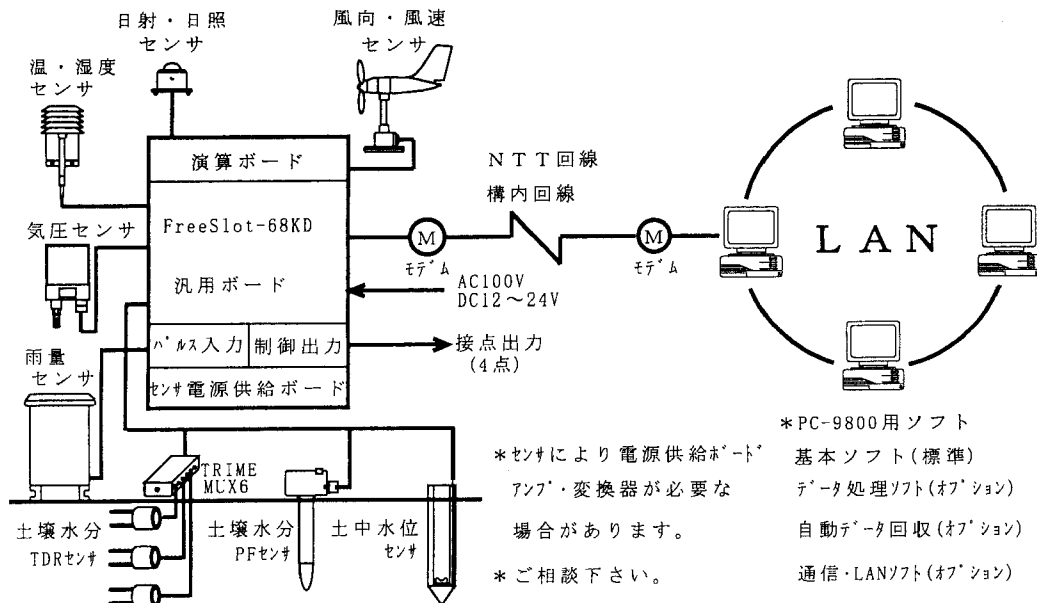 日射・日照
センサ
風向・風速
センサ
温・湿度
センサ
演算ボード
NTT回線
構内回線
FreeSlot-68KD
気圧センサ
M
モデム
M
モデム
LAN
汎用ボード
AC100V
DC12～24V
パルス入力
制御出力
接点出力
(4点)
雨量
センサ
センサ電源供給ボード
TRIME
MUX6
土壌水分
TDRセンサ
土壌水分
PFセンサ
土中水位
センサ
*センサにより電源供給ボード
アンプ・変換器が必要な
場合があります。
*ご相談下さい。
*PC-9800用ソフト
基本ソフト(標準)
データ処理ソフト(オプション)
自動データ回収(オプション)
通信・LANソフト(オプション)